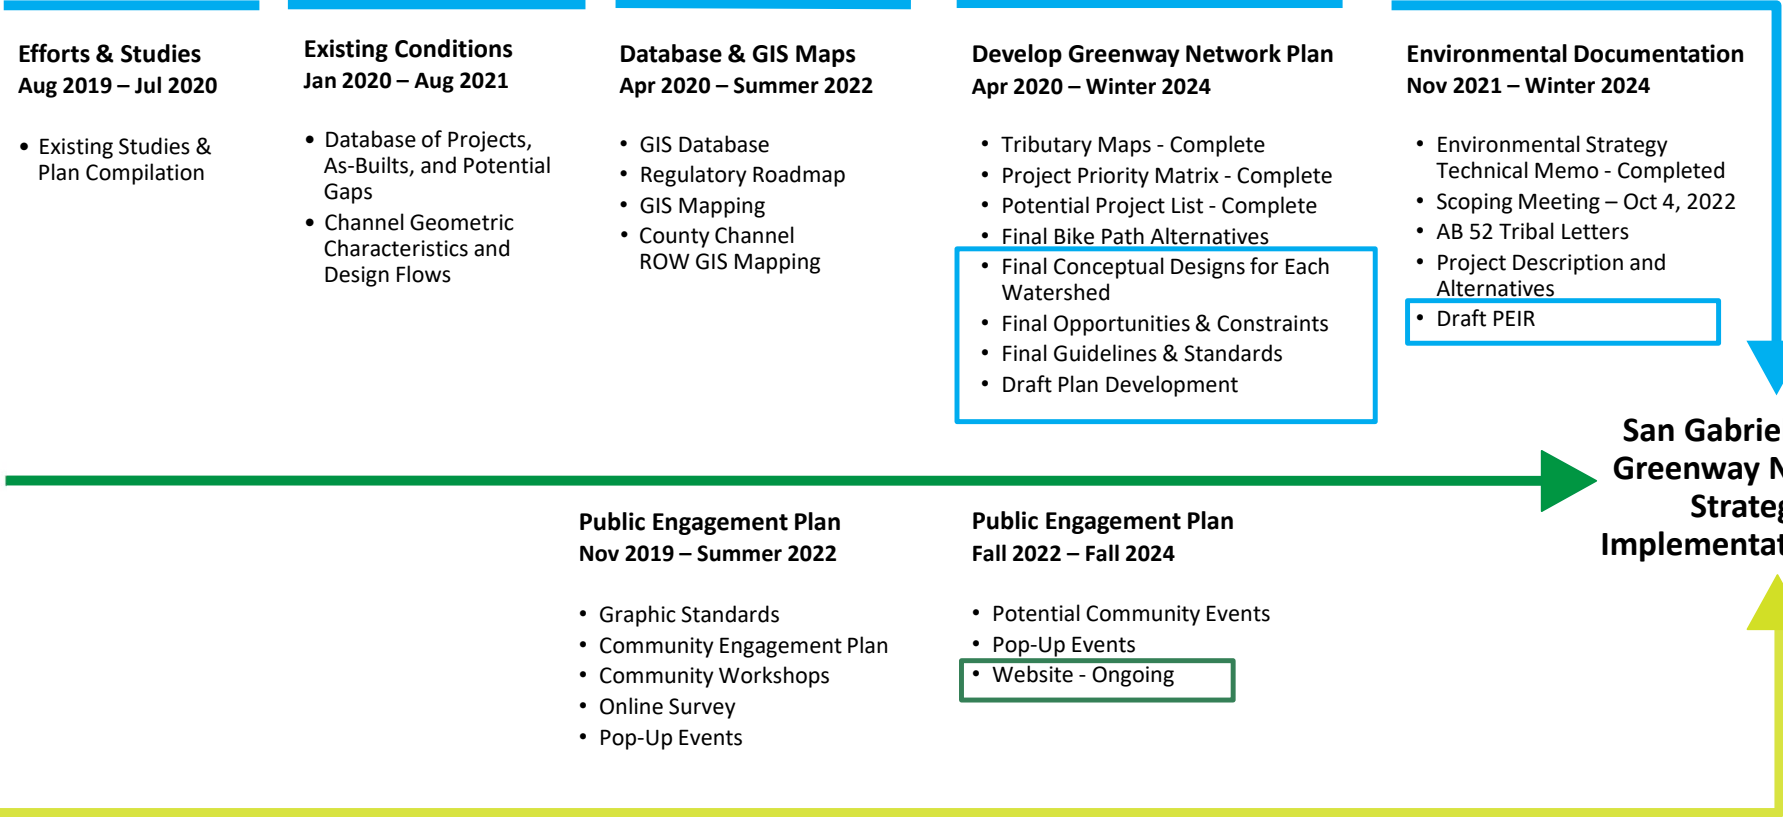 Efforts & Studies
Aug 2019 – Jul 2020
• Existing Studies &
Plan Compilation
Existing Conditions
Jan 2020 – Aug 2021
• Database of Projects,
As-Builts, and Potential
Gaps
• Channel Geometric
Characteristics and
Design Flows
Database & GIS Maps
Apr 2020 – Summer 2022
• GIS Database
• Regulatory Roadmap
• GIS Mapping
• County Channel
ROW GIS Mapping
Develop Greenway Network Plan
Apr 2020 – Winter 2024
• Tributary Maps - Complete
• Project Priority Matrix - Complete
• Potential Project List - Complete
• Final Bike Path Alternatives
• Final Conceptual Designs for Each
Watershed
• Final Opportunities & Constraints
• Final Guidelines & Standards
• Draft Plan Development
Environmental Documentation
Nov 2021 – Winter 2024
• Environmental Strategy
Technical Memo - Completed
• Scoping Meeting – Oct 4, 2022
• AB 52 Tribal Letters
• Project Description and
Alternatives
• Draft PEIR
San Gabrie
Greenway N
Strateg
Implementat
Public Engagement Plan
Nov 2019 – Summer 2022
• Graphic Standards
• Community Engagement Plan
• Community Workshops
• Online Survey
• Pop-Up Events
Public Engagement Plan
Fall 2022 – Fall 2024
• Potential Community Events
• Pop-Up Events
• Website - Ongoing